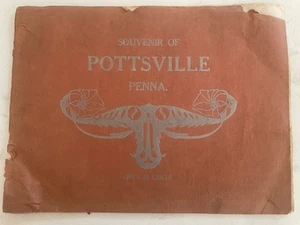 SOUVENIR OF
POTTSVILLE
PENNA.